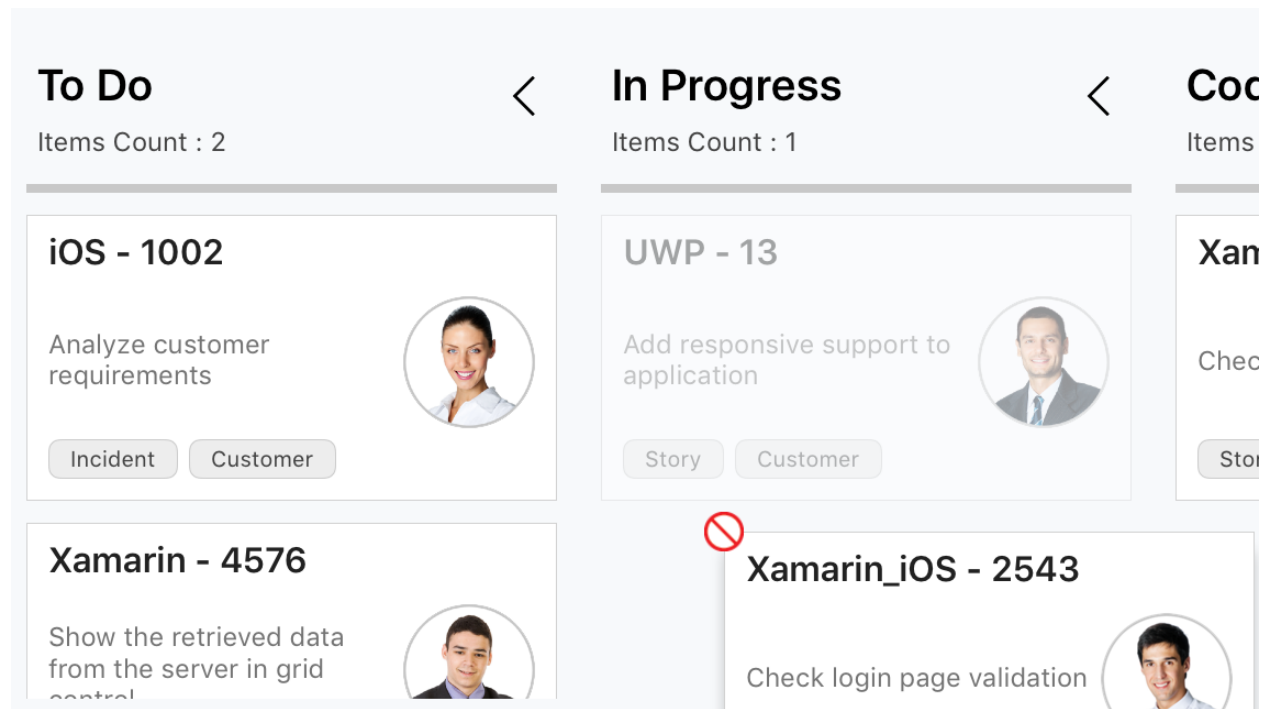 To Do
Items Count : 2
iOS - 1002
Analyze customer
requirements
Incident
Customer
Xamarin - 4576
Show the retrieved data
from the server in grid
control
In Progress
Items Count : 1
UWP - 13
Add responsive support to
application
Story
Customer
Xamarin_iOS - 2543
Check login page validation
Items